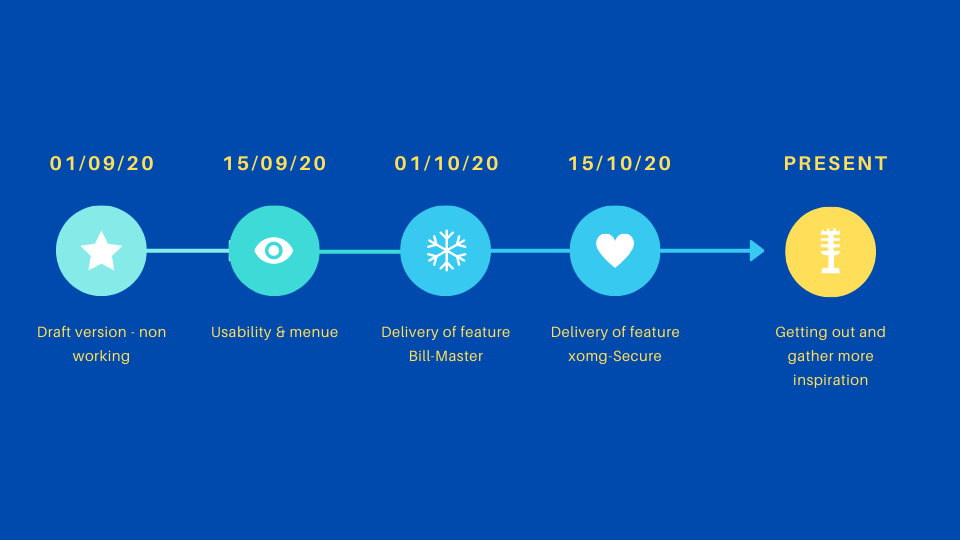 01/09/20
15/09/20
01/10/20
15/10/20
PRESENT
Draft version - non
working
Usability & menue
Delivery of feature
Bill-Master
Delivery of feature
xomg-Secure
Getting out and
gather more
inspiration